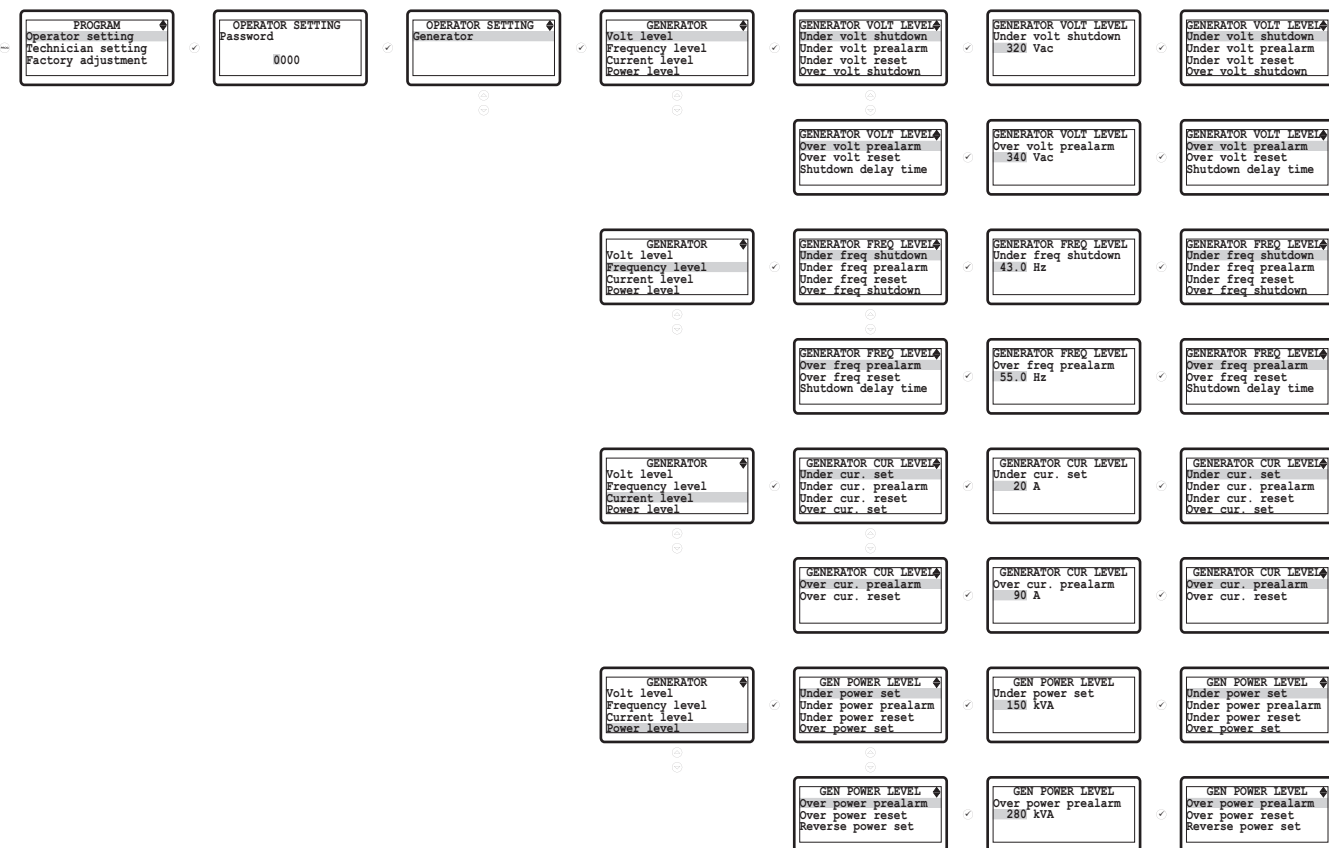 PROGRAM
Operator setting
Technician setting
Factory adjustment
OPERATOR SETTING
Password
0000
OPERATOR SETTING
Generator
GENERATOR
Volt level
Frequency level
Current level
Power level
GENERATOR VOLT LEVEL
Under volt shutdown
Under volt prealarm
Under volt reset
Over volt shutdown
GENERATOR VOLT LEVEL
Under volt shutdown
320 Vac
GENERATOR VOLT LEVEL
Under volt shutdown
Under volt prealarm
Under volt reset
Over volt shutdown
GENERATOR VOLT LEVEL
Over volt prealarm
Over volt reset
Shutdown delay time
GENERATOR VOLT LEVEL
Over volt prealarm
340 Vac
GENERATOR VOLT LEVEL
Over volt prealarm
Over volt reset
Shutdown delay time
GENERATOR
Volt level
Frequency level
Current level
Power level
GENERATOR FREQ LEVEL
Under freq shutdown
Under freq prealarm
Under freq reset
Over freq shutdown
GENERATOR FREQ LEVEL
Under freq shutdown
43.0 Hz
GENERATOR FREQ LEVEL
Under freq shutdown
Under freq prealarm
Under freq reset
Over freq shutdown
GENERATOR FREQ LEVEL
Over freq prealarm
Over freq reset
Shutdown delay time
GENERATOR FREQ LEVEL
Over freq prealarm
55.0 Hz
GENERATOR FREQ LEVEL
Over freq prealarm
Over freq reset
Shutdown delay time
GENERATOR
Volt level
Frequency level
Current level
Power level
GENERATOR CUR LEVEL
Under cur. set
Under cur. prealarm
Under cur. reset
Over cur. set
GENERATOR CUR LEVEL
Under cur. set
20 A
GENERATOR CUR LEVEL
Under cur. set
Under cur. prealarm
Under cur. reset
Over cur. set
GENERATOR CUR LEVEL
Over cur. prealarm
Over cur. reset
GENERATOR CUR LEVEL
Over cur. prealarm
90 A
GENERATOR CUR LEVEL
Over cur. prealarm
Over cur. reset
GENERATOR
Volt level
Frequency level
Current level
Power level
GEN POWER LEVEL
Under power set
Under power prealarm
Under power reset
Over power set
GEN POWER LEVEL
Under power set
150 kVA
GEN POWER LEVEL
Under power set
Under power prealarm
Under power reset
Over power set
GEN POWER LEVEL
Over power prealarm
Over power reset
Reverse power set
GEN POWER LEVEL
Over power prealarm
280 kVA
GEN POWER LEVEL
Over power prealarm
Over power reset
Reverse power set